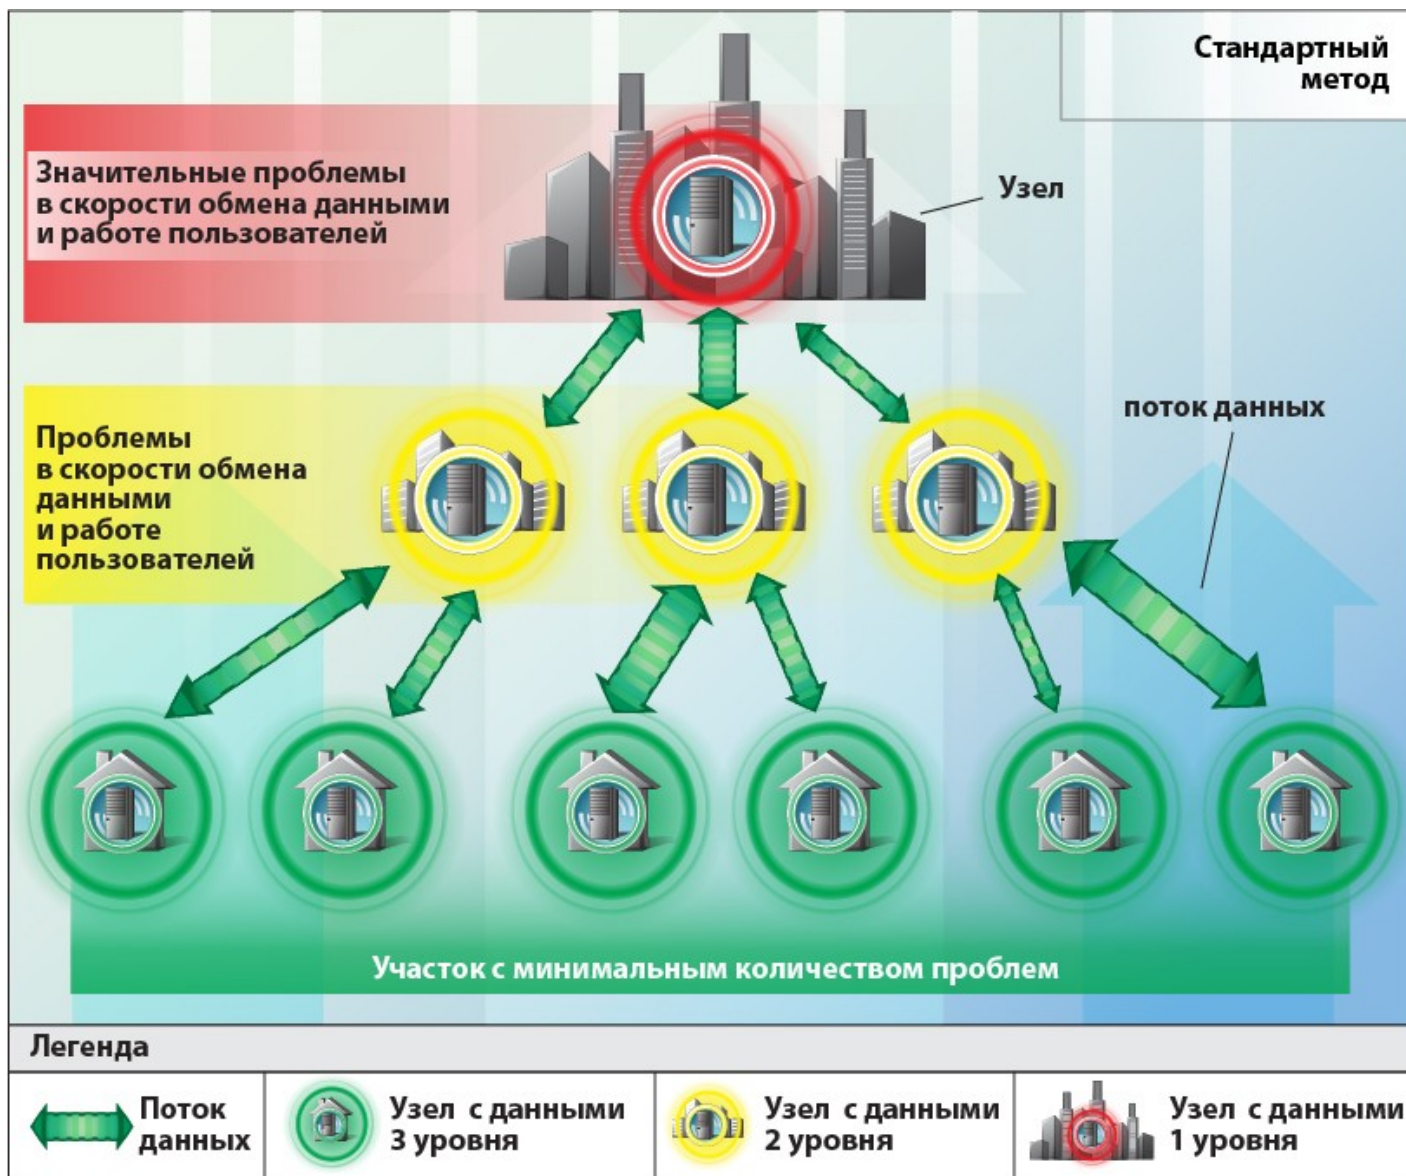 Стандартный
метод
Значительные проблемы
в скорости обмена данными
и работе пользователей
Узел
поток данных
Проблемы
в скорости обмена
данными
и работе
пользователей
Участок с минимальным количеством проблем
Легенда
Поток
данных
Узел с данными
3 уровня
Узел с данными
2 уровня
Узел с данными
1 уровня